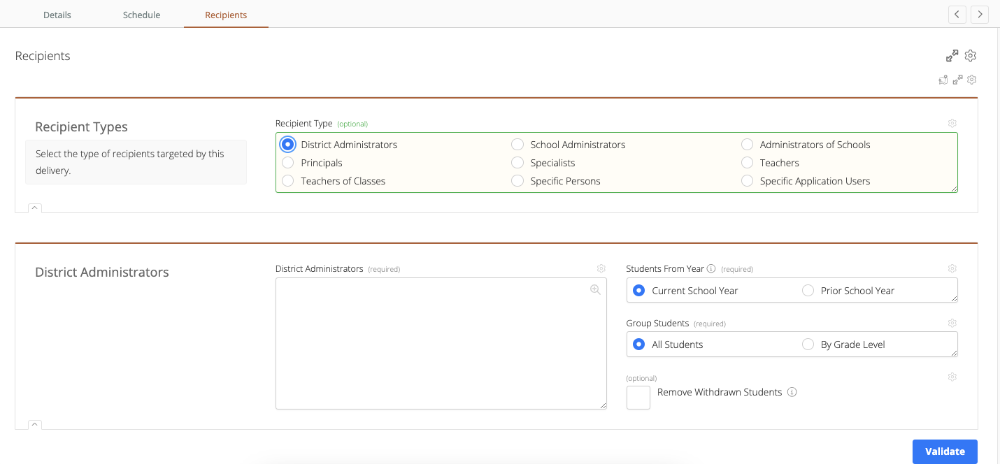 Details
Schedule
Recipients
Recipients
Recipient Types
Select the type of recipients targeted by this
delivery.
Recipient Type (optional)
District Administrators
School Administrators
Administrators of Schools
Principals
Specialists
Teachers
Teachers of Classes
Specific Persons
Specific Application Users
District Administrators
District Administrators (required)
Students From Year (required)
Current School Year
Prior School Year
Group Students (required)
All Students
By Grade Level
(optional)
Remove Withdrawn Students
Validate